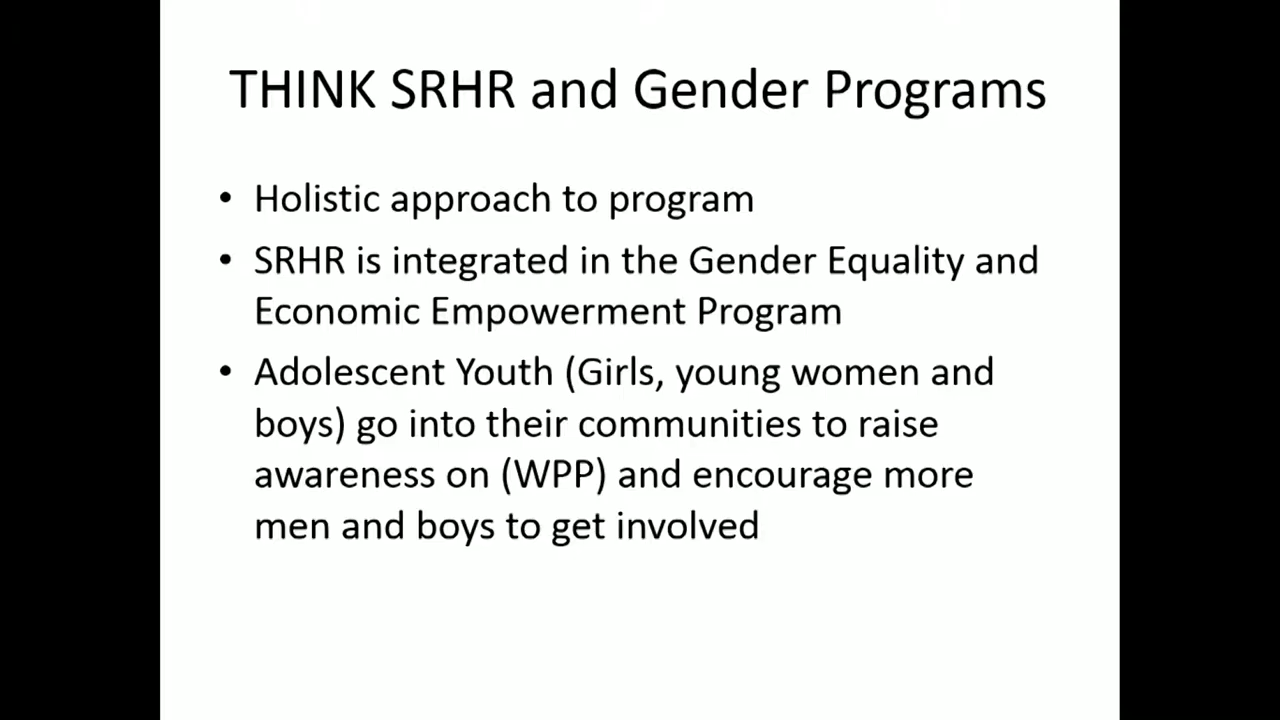 THINK SRHR and Gender Programs
• Holistic approach to program
• SRHR is integrated in the Gender Equality and
Economic Empowerment Program
• Adolescent Youth (Girls, young women and
boys) go into their communities to raise
awareness on (WPP) and encourage more
men and boys to get involved